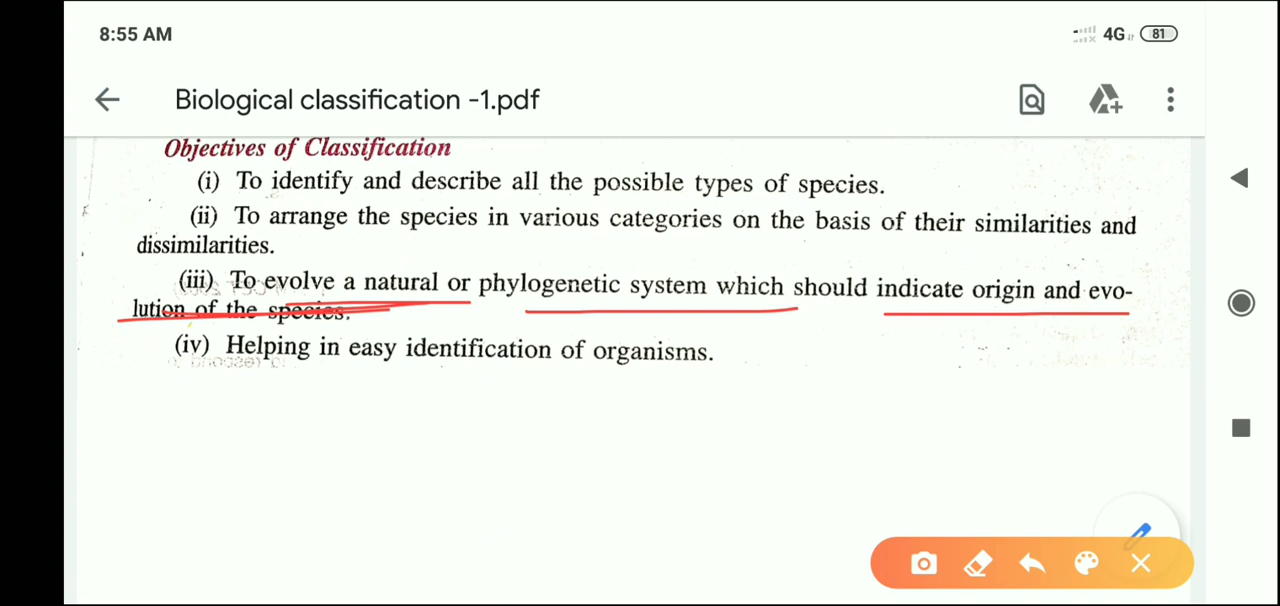 8:55 AM 4G 81
Biological classification -1.pdf
Objectives of Classification
(i) To identify and describe all the possible types of species.
(ii) To arrange the species in various categories on the basis of their similarities and
dissimilarities.
(iii) To evolve a natural or phylogenetic system which should indicate origin and evo-
lution of the species.
(iv) Helping in easy identification of organisms.